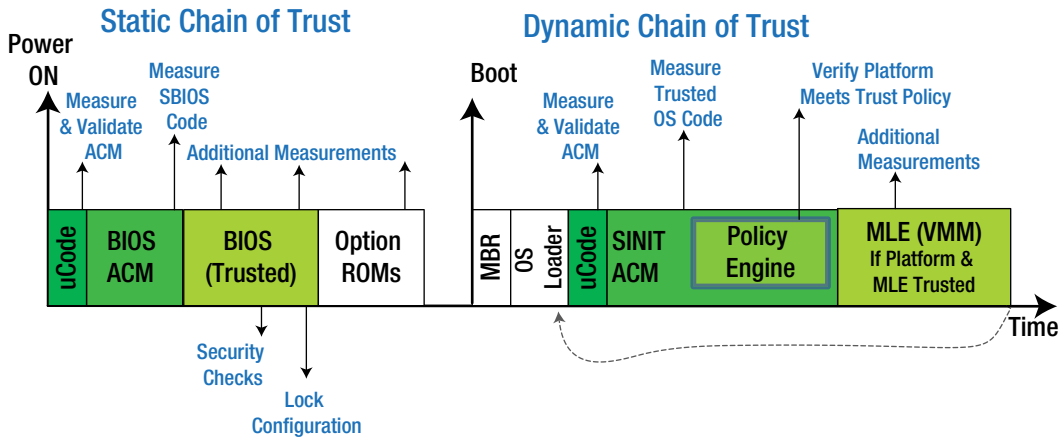 Static Chain of Trust
Dynamic Chain of Trust
Power
ON
Measure
& Validate
ACM
Measure
SBIOS
Code
Additional Measurements
Boot
Measure
& Validate
ACM
Measure
Trusted
OS Code
Verify Platform
Meets Trust Policy
Additional
Measurements
uCode
BIOS
ACM
BIOS
(Trusted)
Option
ROMs
MBR
OS
Loader
uCode
SINIT
ACM
Policy
Engine
MLE (VMM)
If Platform &
MLE Trusted
Time
Security
Checks
Lock
Configuration